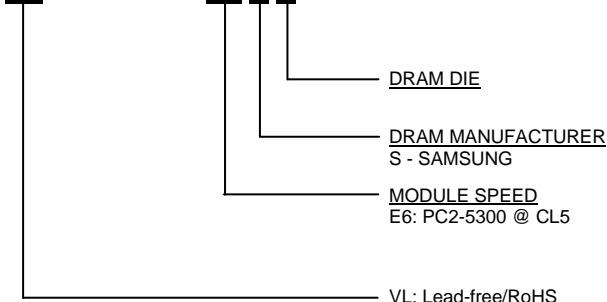 DRAM DIE
DRAM MANUFACTURER
S - SAMSUNG
MODULE SPEED
E6: PC2-5300 @ CL5
VL: Lead-free/RoHS